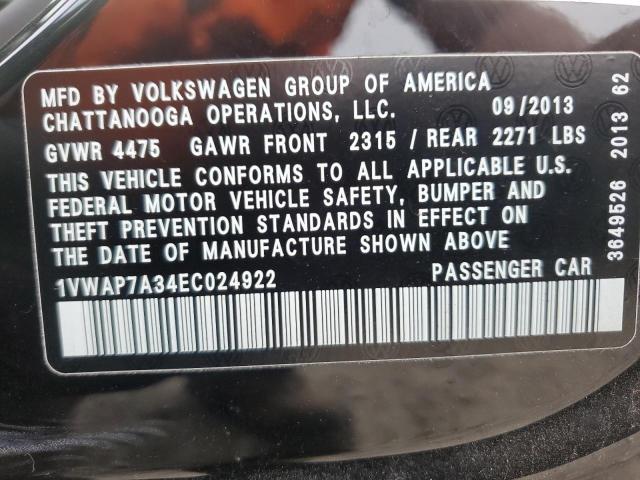 MFD BY VOLKSWAGEN GROUP OF AMERICA
CHATTANOOGA OPERATIONS, LLC. 09/2013
GVWR 4475 GAWR FRONT 2315 / REAR 2271 LBS
THIS VEHICLE CONFORMS TO ALL APPLICABLE U.S.
FEDERAL MOTOR VEHICLE SAFETY, BUMPER AND
THEFT PREVENTION STANDARDS IN EFFECT ON
THE DATE OF MANUFACTURE SHOWN ABOVE
1VWAP7A34EC024922 PASSENGER CAR
3649526 2013 62